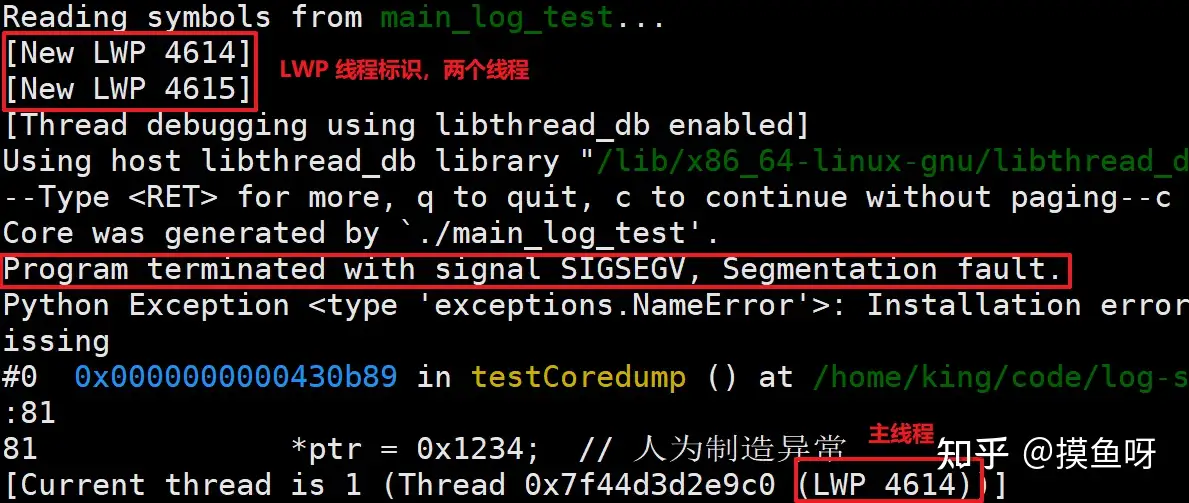 Reading symbols from main_log_test...
[New LWP 4614]
LWP 线程标识，两个线程
[New LWP 4615]
[Thread debugging using libthread_db enabled]
Using host libthread_db library "/lib/x86_64-linux-gnu/libthread_d
--Type <RET> for more, q to quit, c to continue without paging--c
Core was generated by `./main_log_test'.
Program terminated with signal SIGSEGV, Segmentation fault.
Python Exception <type 'exceptions.NameError'>: Installation error
issing
#0  0x0000000000430b89 in testCoredump () at /home/king/code/log-s
:81
81              *ptr = 0x1234;  // 人为制造异常
主线程
知乎 @摸鱼呀
[Current thread is 1 (Thread 0x7f44d3d2e9c0 (LWP 4614))]